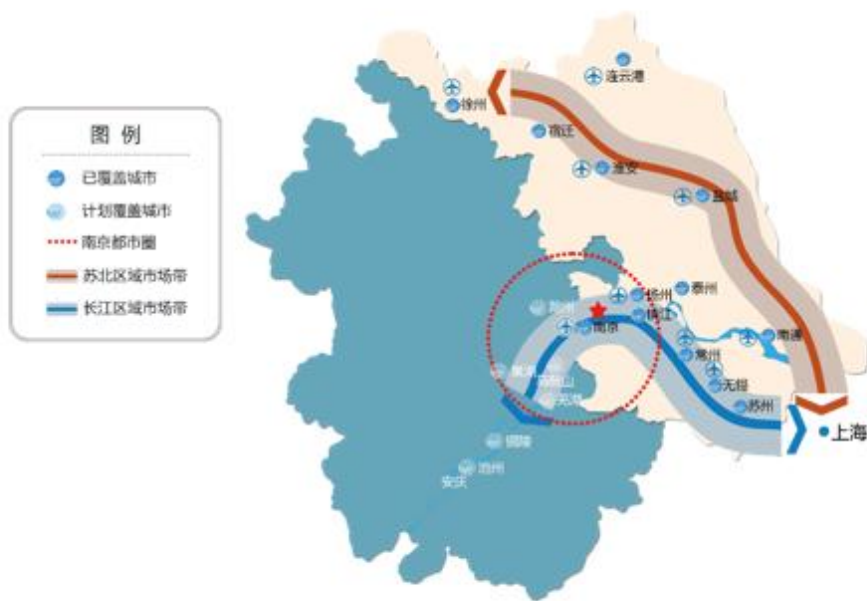 图 例
已覆盖城市
计划覆盖城市
南京都市圈
苏北区域市场带
长江区域市场带
连云港
徐州
宿迁
淮安
盐城
泰州
扬州
滁州
镇江
南京
南通
常州
巢湖
马鞍山
无锡
芜湖
苏州
上海
铜陵
池州
安庆